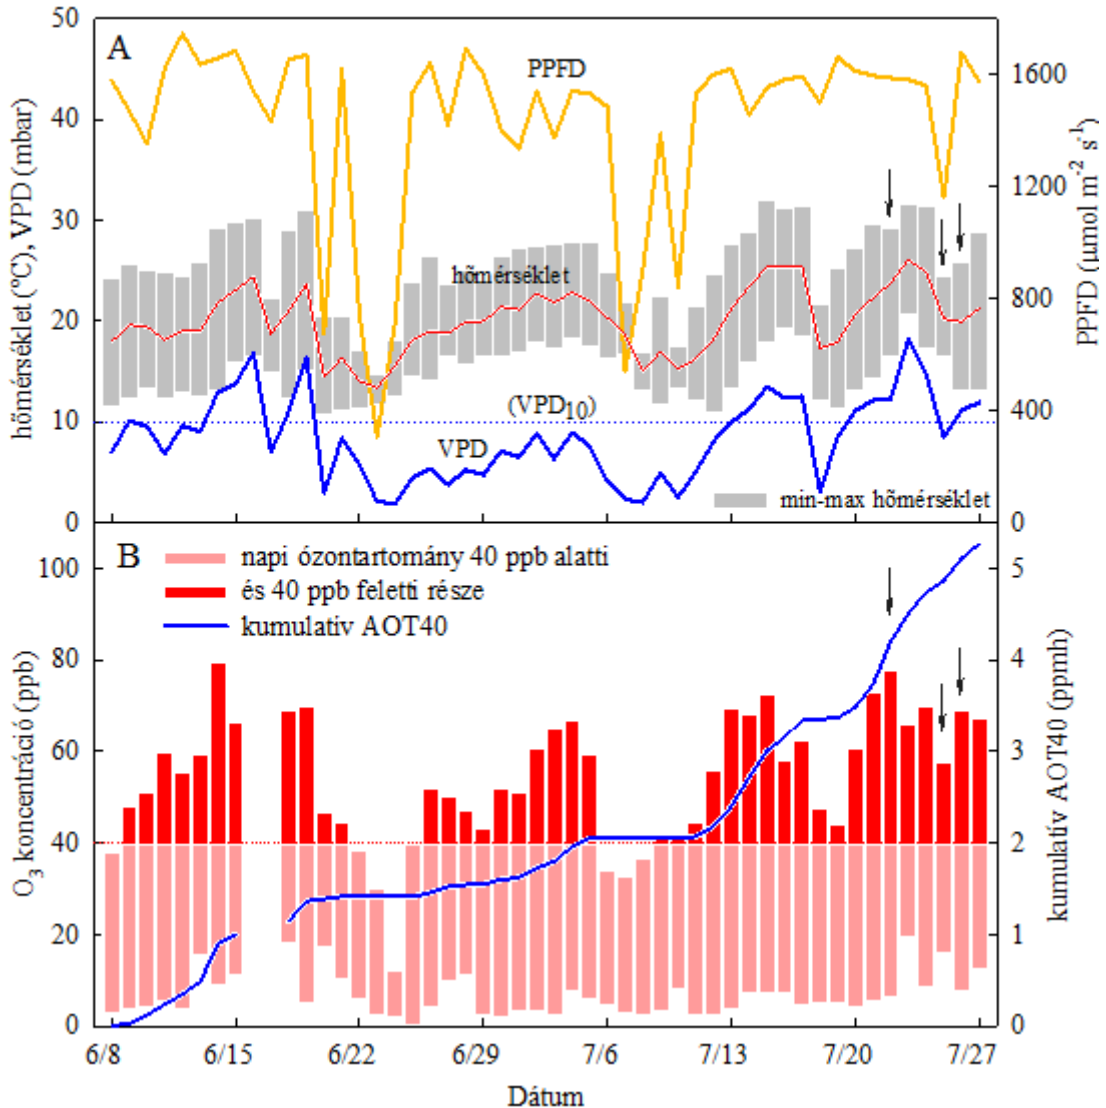 A
50
40
30
20
10
0
hõmérséklet (°C), VPD (mbar)
PPFD
hõmérséklet
(VPD10)
VPD
min-max hõmérséklet
1600
1200
800
400
0
PPFD (µmol m-2 s-1)
B
napi ózontartomány 40 ppb alatti
és 40 ppb feletti része
kumulatív AOT40
100
80
60
40
20
0
O3 koncentráció (ppb)
5
4
3
2
1
0
kumulatív AOT40 (ppmh)
6/8 6/15 6/22 6/29 7/6 7/13 7/20 7/27
Dátum